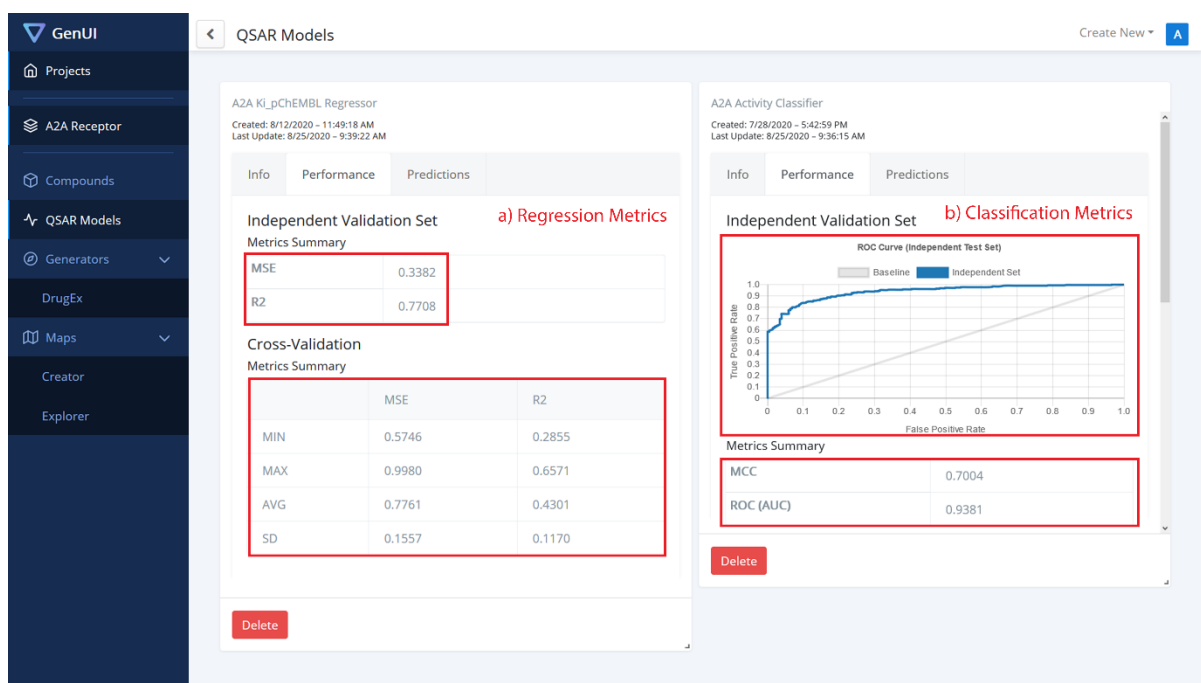 GenUI
Projects
A2A Receptor
Compounds
QSAR Models
Generators
DrugEx
Maps
Creator
Explorer
QSAR Models
Create New
A
A2A Ki_pChEMBL Regressor
Created: 8/12/2020 – 11:49:18 AM
Last Update: 8/25/2020 – 9:39:22 AM
Info Performance Predictions
Independent Validation Set
a) Regression Metrics
Metrics Summary
MSE 0.3382
R2 0.7708
Cross-Validation
Metrics Summary
MSE R2
MIN 0.5746 0.2855
MAX 0.9980 0.6571
AVG 0.7761 0.4301
SD 0.1557 0.1170
Delete
A2A Activity Classifier
Created: 7/28/2020 – 5:42:59 PM
Last Update: 8/25/2020 – 9:36:15 AM
Info Performance Predictions
Independent Validation Set
b) Classification Metrics
ROC Curve (Independent Test Set)
Baseline Independent Set
True Positive Rate
1.0
0.9
0.8
0.7
0.6
0.5
0.4
0.3
0.2
0.1
0
0 0.1 0.2 0.3 0.4 0.5 0.6 0.7 0.8 0.9 1.0
False Positive Rate
Metrics Summary
MCC 0.7004
ROC (AUC) 0.9381
Delete